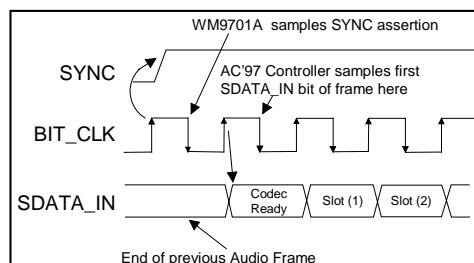 WM9701A samples SYNC assertion
SYNC
AC'97 Controller samples first
SDATA_IN bit of frame here
BIT_CLK
SDATA_IN
Codec
Ready
Slot (1)
Slot (2)
End of previous Audio Frame